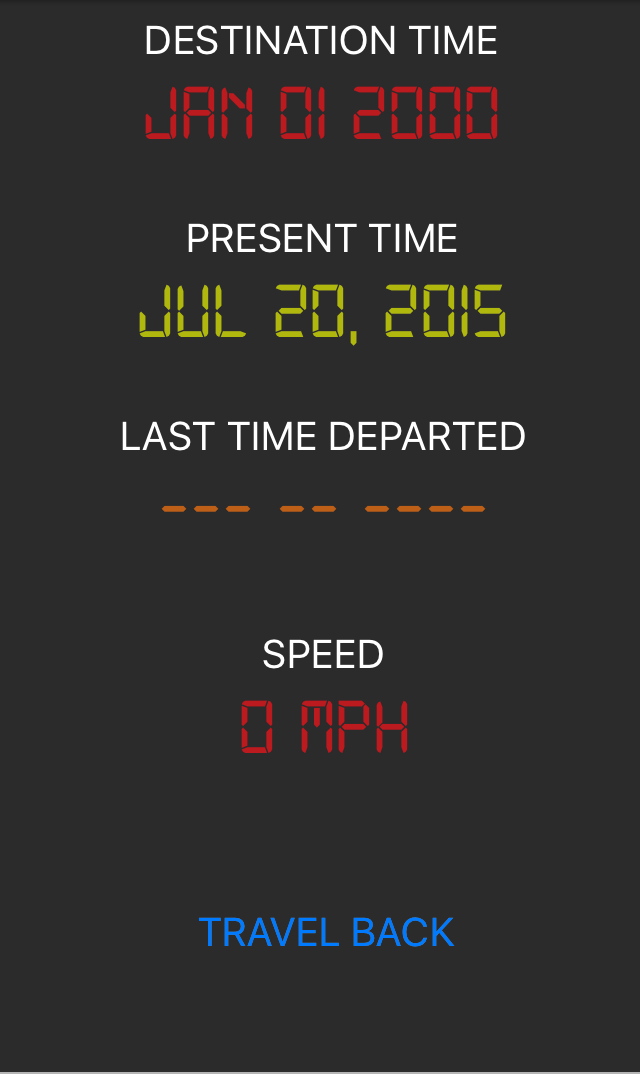 DESTINATION TIME
JAN 01 2000
PRESENT TIME
JUL 20, 2015
LAST TIME DEPARTED
--- -- ----
SPEED
0 MPH
TRAVEL BACK